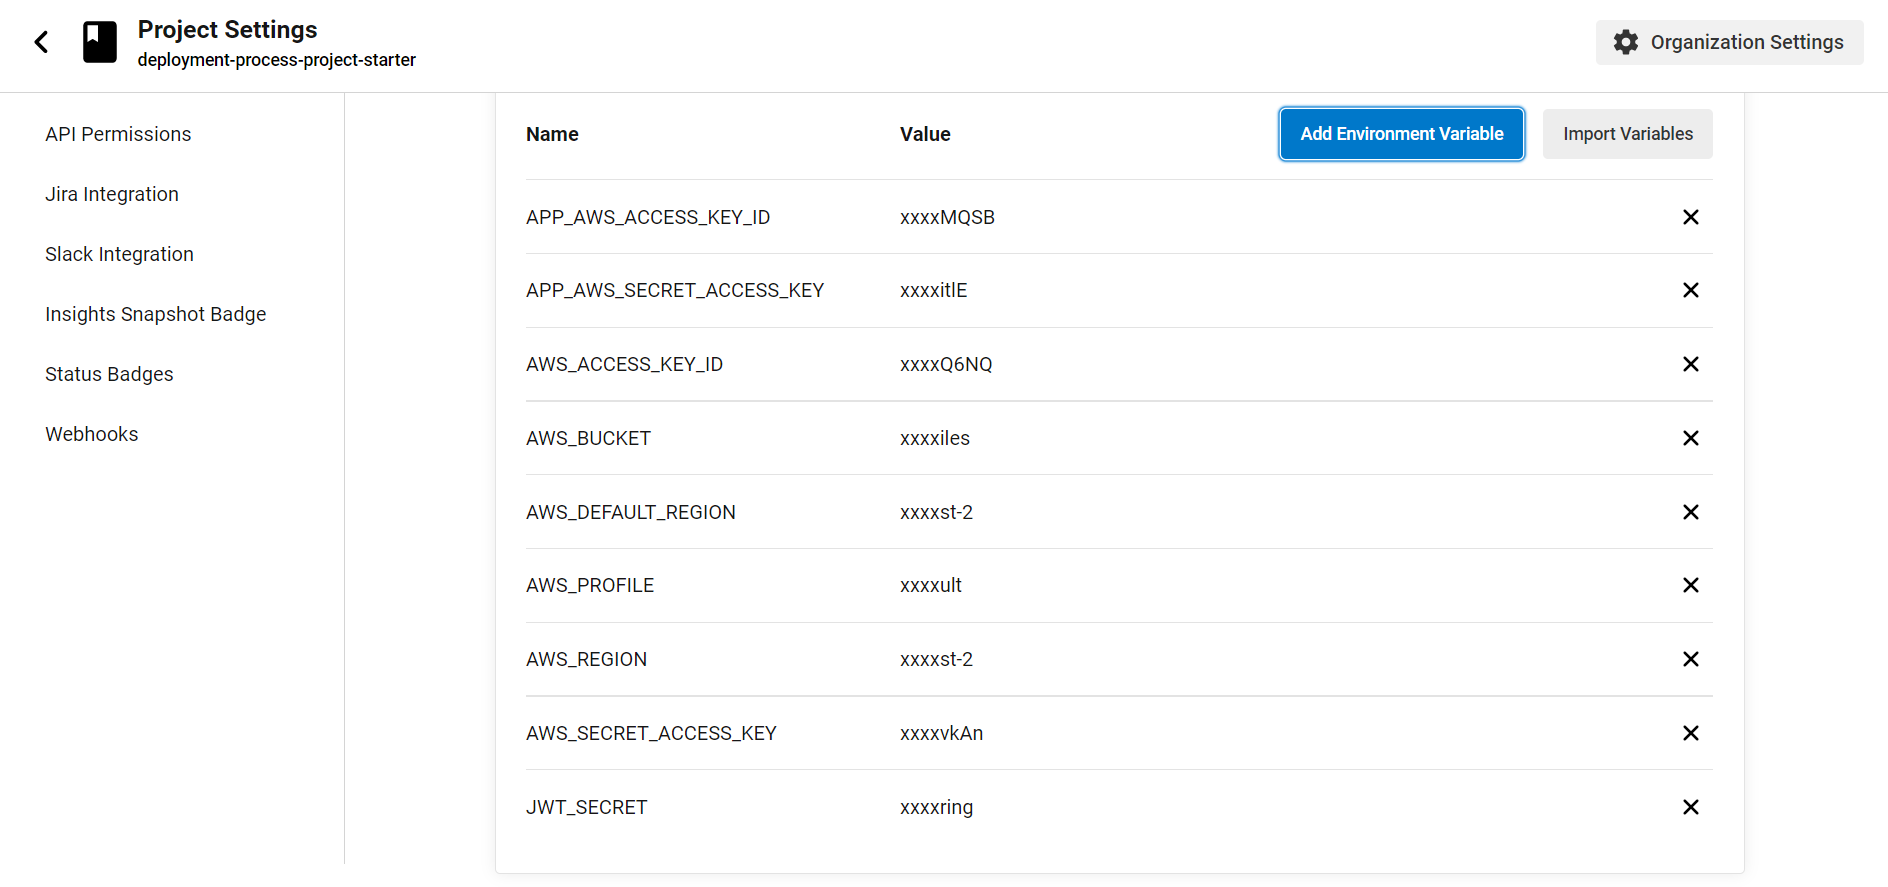 Project Settings
deployment-process-project-starter
Organization Settings
API Permissions
Jira Integration
Slack Integration
Insights Snapshot Badge
Status Badges
Webhooks
Name Value Add Environment Variable Import Variables
APP_AWS_ACCESS_KEY_ID xxxxMQSB
APP_AWS_SECRET_ACCESS_KEY xxxxitlE
AWS_ACCESS_KEY_ID xxxxQ6NQ
AWS_BUCKET xxxxiles
AWS_DEFAULT_REGION xxxxst-2
AWS_PROFILE xxxxult
AWS_REGION xxxxst-2
AWS_SECRET_ACCESS_KEY xxxxvkAn
JWT_SECRET xxxxring